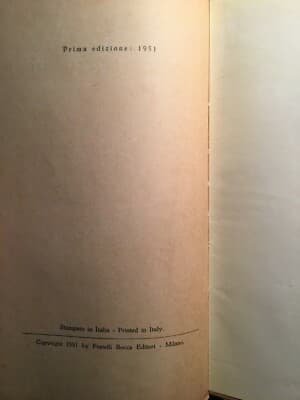 Prima edizione: 1951
Stampato in Italia - Printed in Italy.
Copyright 1951 by Fratelli Bocca Editori - Milano